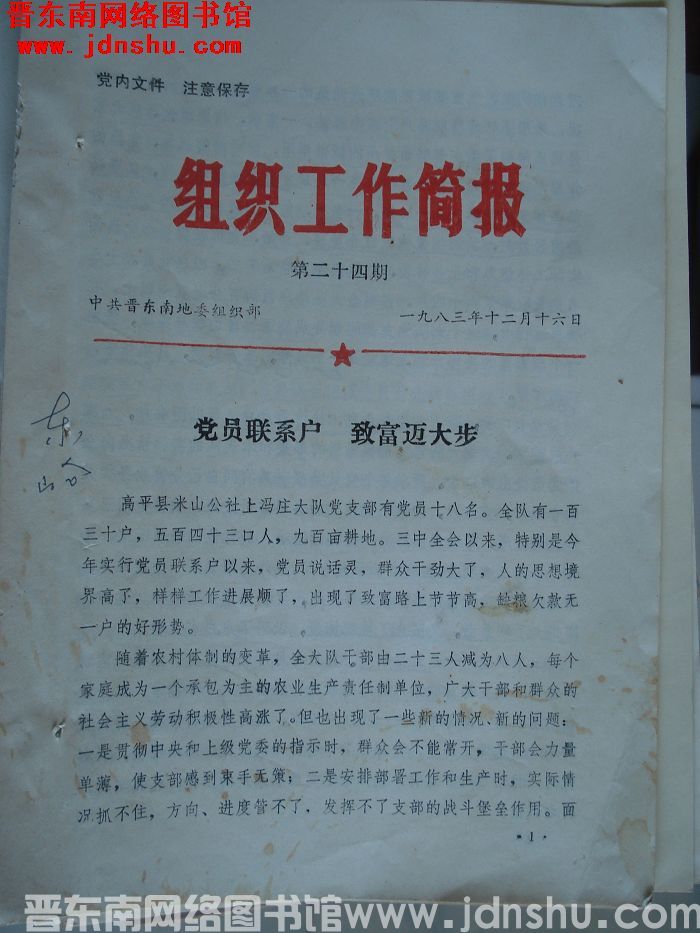 晋东南网络图书馆
www.jdnshu.com
党内文件 注意保存
组织工作简报
第二十四期
中共晋东南地委组织部 一九八三年十二月十六日
党员联系户 致富迈大步
高平县米山公社上冯庄大队党支部有党员十八名。全队有一百
三十户，五百四十三口人，九百亩耕地。三中全会以来，特别是今
年实行党员联系户以来，党员说话灵，群众干劲大了，人的思想境
界高了，样样工作进展顺了，出现了致富路上节节高，缺粮欠款无
一户的好形势。
随着农村体制的变革，全大队干部由二十三人减为八人，每个
家庭成为一个承包为主的农业生产责任制单位，广大干部和群众的
社会主义劳动积极性高涨了。但也出现了一些新的情况、新的问题：
一是贯彻中央和上级党委的指示时，群众会不能常开，干部会力量
单薄，使支部感到束手无策；二是安排部署工作和生产时，实际情
况抓不住，方向、进度管不了，发挥不了支部的战斗堡垒作用。面
·1·
晋东南网络图书馆www.jdnshu.com